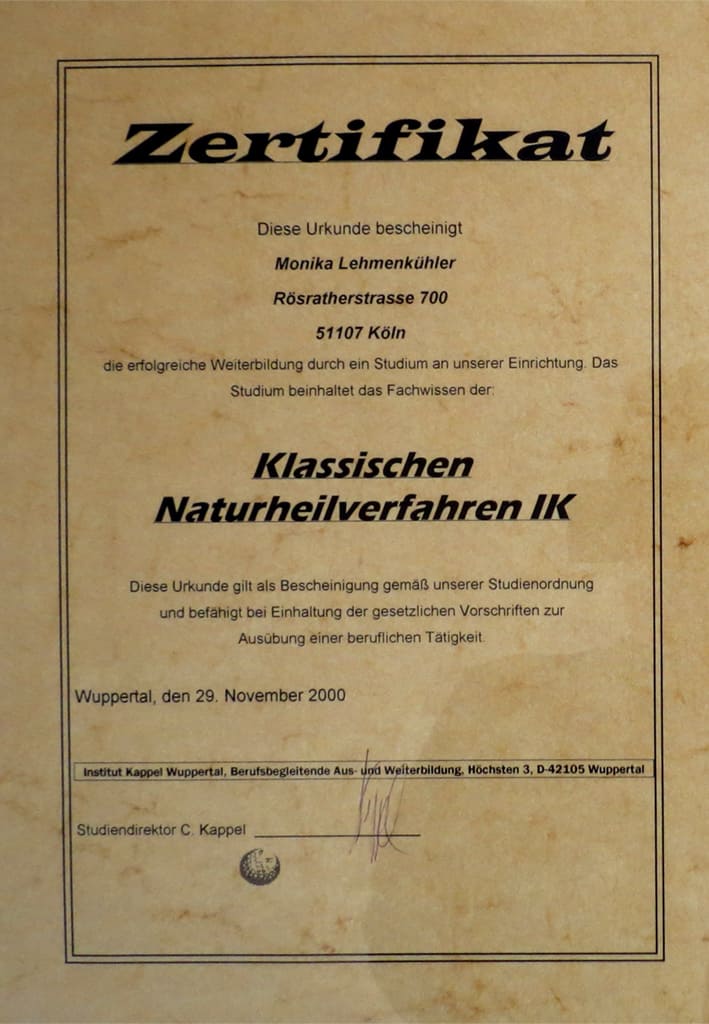 Zertifikat
Diese Urkunde bescheinigt
Monika Lehmenkühler
Rösratherstrasse 700
51107 Köln
die erfolgreiche Weiterbildung durch ein Studium an unserer Einrichtung. Das
Studium beinhaltet das Fachwissen der:
Klassischen
Naturheilverfahren IK
Diese Urkunde gilt als Bescheinigung gemäß unserer Studienordnung
und befähigt bei Einhaltung der gesetzlichen Vorschriften zur
Ausübung einer beruflichen Tätigkeit.
Wuppertal, den 29. November 2000
Institut Kappel Wuppertal, Berufsbegleitende Aus- und Weiterbildung, Höchsten 3, D-42105 Wuppertal
Studiendirektor C. Kappel